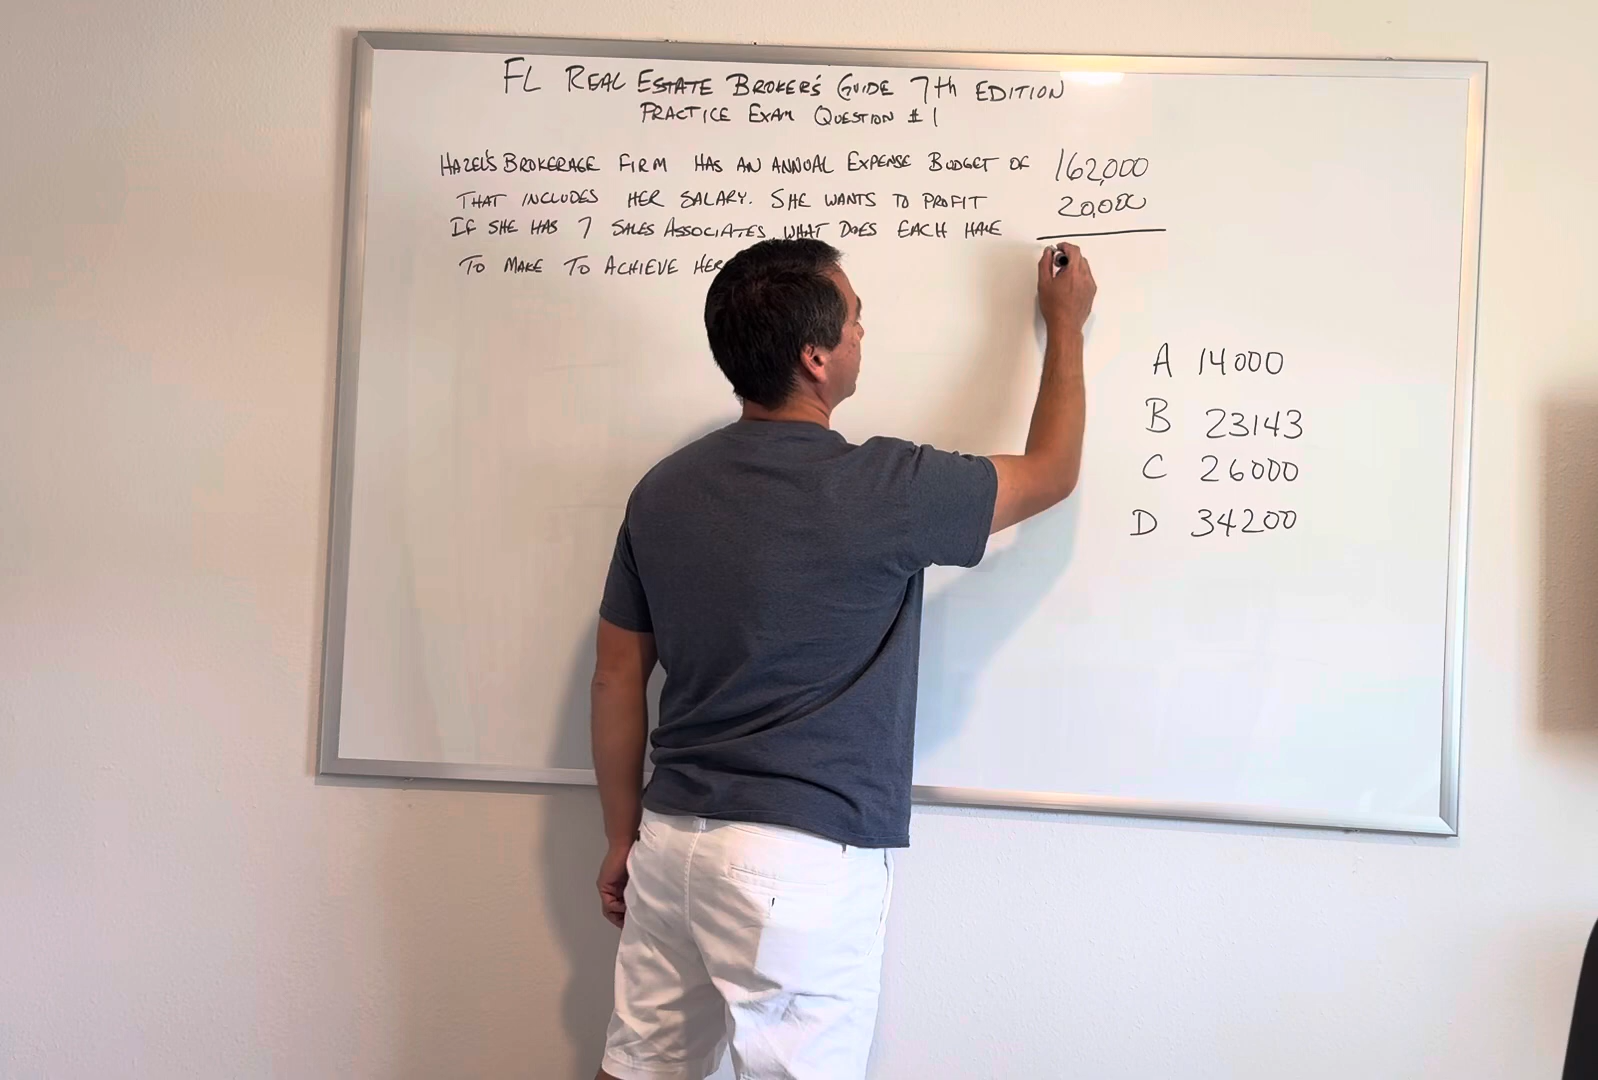 FL REAL ESTATE BROKER'S GUIDE 7th EDITION
PRACTICE EXAM QUESTION #1
HAZEL'S BROKERAGE FIRM HAS AN ANNUAL EXPENSE BUDGET OF 162,000
THAT INCLUDES HER SALARY. SHE WANTS TO PROFIT 20,000
IF SHE HAS 7 SALES ASSOCIATES, WHAT DOES EACH HAVE
TO MAKE TO ACHIEVE HER
A 14000
B 23143
C 26000
D 34200